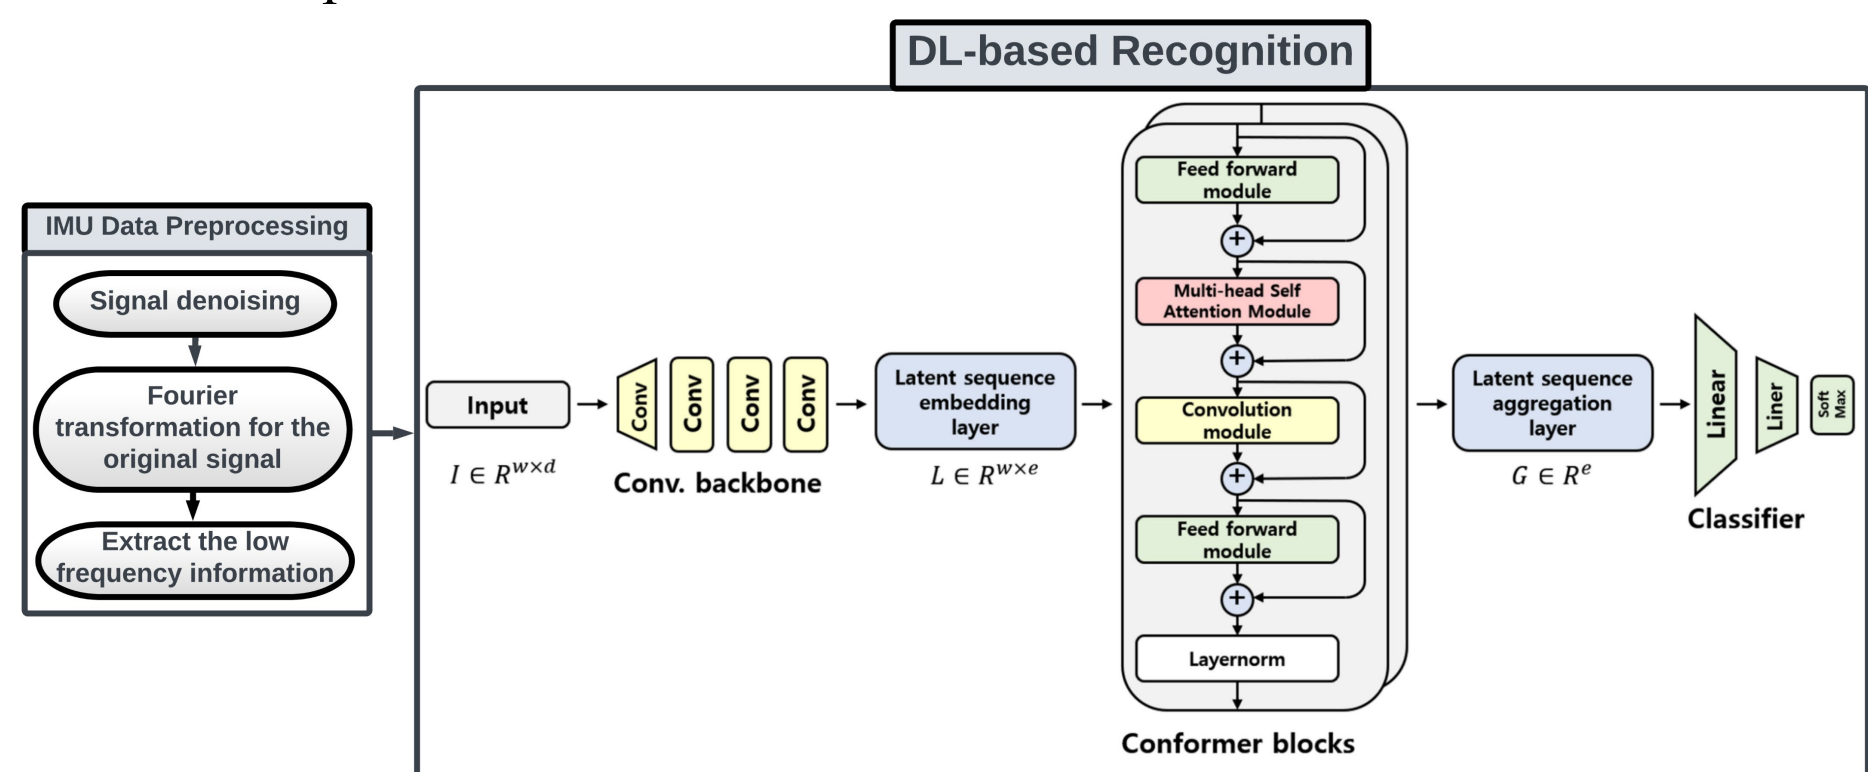 DL-based Recognition
IMU Data Preprocessing
Signal denoising
Fourier
transformation for the
original signal
Extract the low
frequency information
Input
I ∈ R^{w×d}
Conv
Conv
Conv
Conv
Conv. backbone
Latent sequence
embedding
layer
L ∈ R^{w×e}
Feed forward
module
+
Multi-head Self
Attention Module
+
Convolution
module
+
Feed forward
module
+
Layernorm
Conformer blocks
Latent sequence
aggregation
layer
G ∈ R^e
Linear
Liner
Soft
Max
Classifier